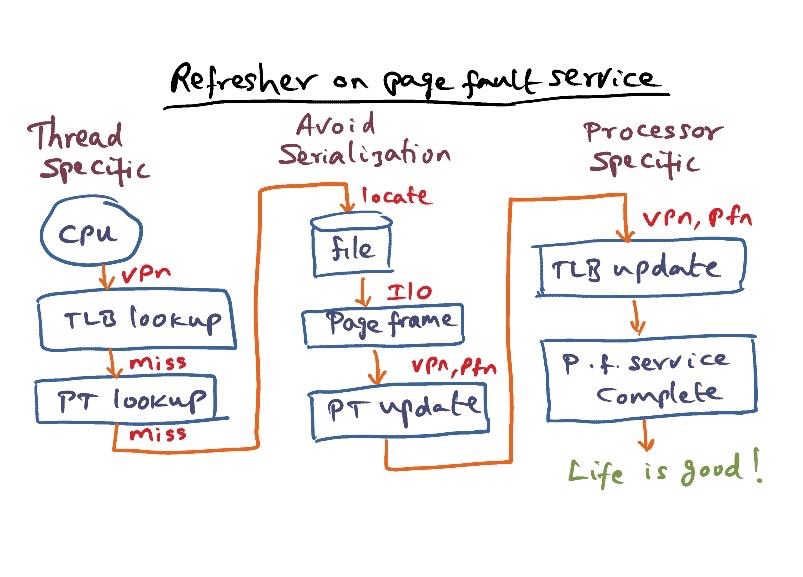 Refresher on page fault service
Thread
Specific
CPU
vpn
TLB lookup
miss
PT lookup
miss
Avoid
Serialization
locate
file
I/O
Page frame
vpn, pfn
PT update
Processor
Specific
vpn, pfn
TLB update
P.f. service
complete
Life is good!